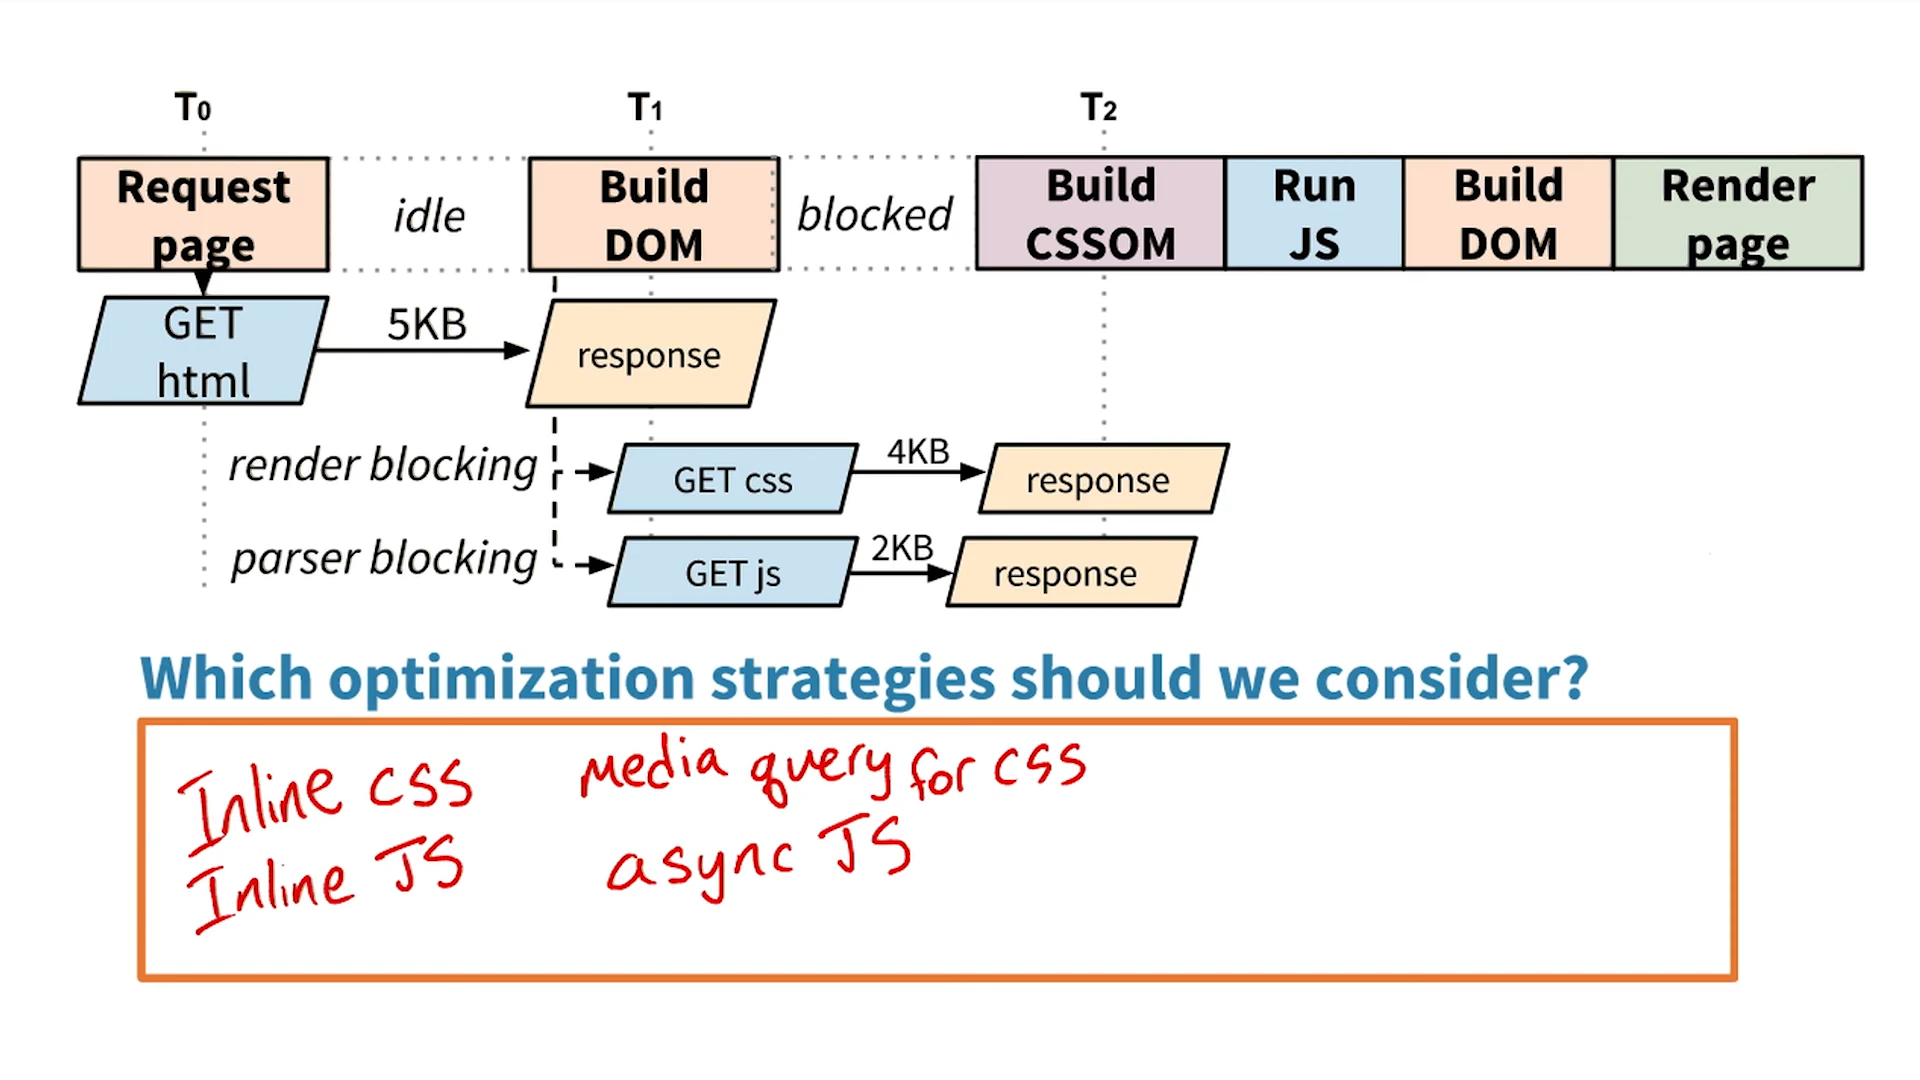 T0
T1
T2
Request
page
idle
Build
DOM
blocked
Build
CSSOM
Run
JS
Build
DOM
Render
page
GET
html
5KB
response
render blocking
GET css
4KB
response
parser blocking
GET js
2KB
response
Which optimization strategies should we consider?
Inline CSS
Media query for CSS
Inline JS
async JS